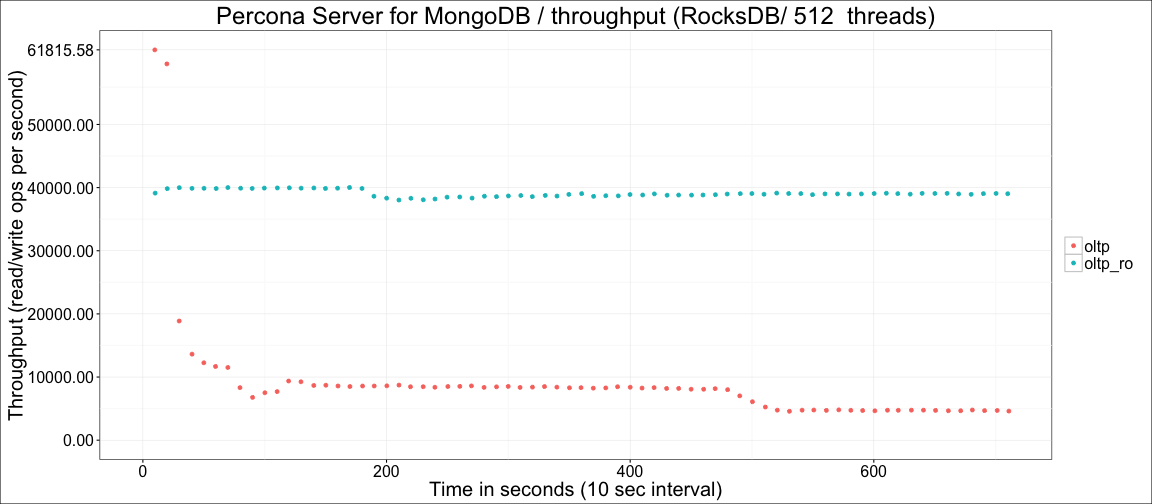 Percona Server for MongoDB / throughput (RocksDB/ 512  threads)
Throughput (read/write ops per second)
61815.58
50000.00
40000.00
30000.00
20000.00
10000.00
0.00
0 200 400 600
Time in seconds (10 sec interval)
oltp
oltp_ro